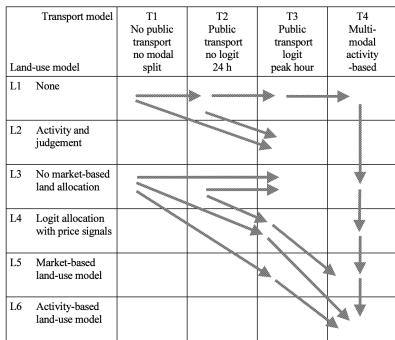 Transport model
T1
No public
transport
no modal
split
T2
Public
transport
no logit
24 h
T3
Public
transport
logit
peak hour
T4
Multi-
modal
activity
-based
Land-use model
L1 None
L2 Activity and
judgement
L3 No market-based
land allocation
L4 Logit allocation
with price signals
L5 Market-based
land-use model
L6 Activity-based
land-use model